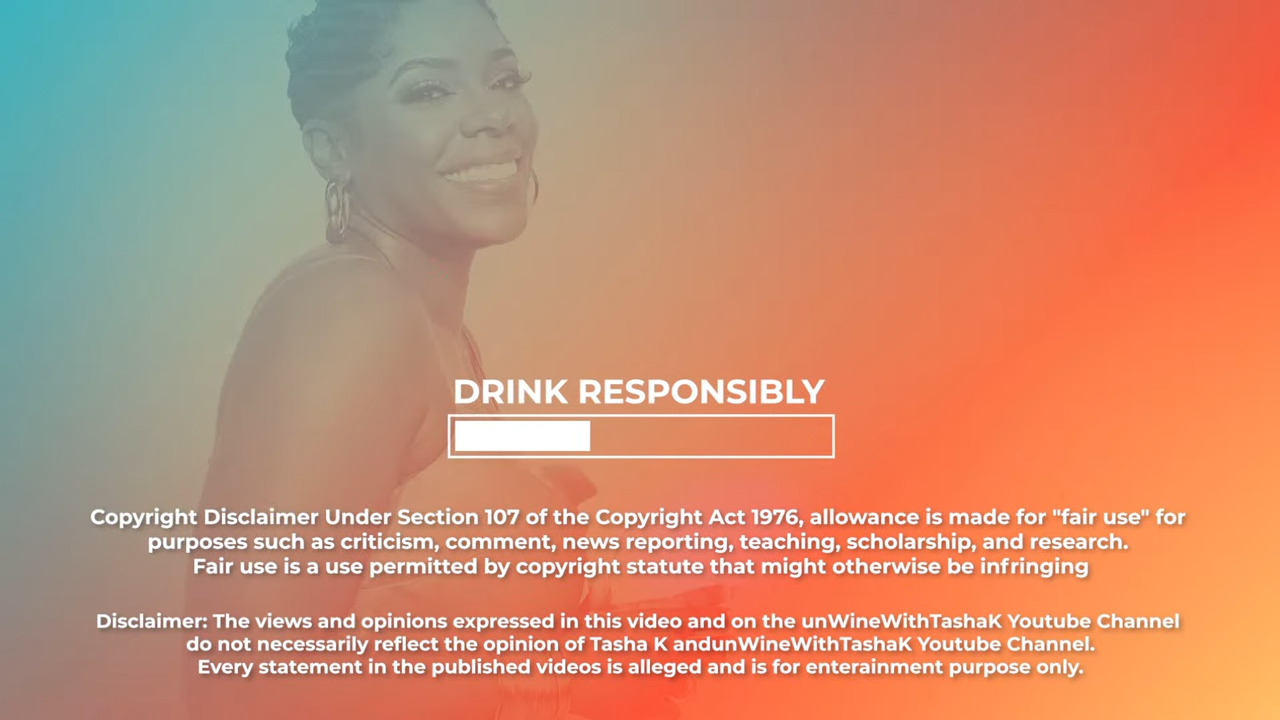 DRINK RESPONSIBLY
Copyright Disclaimer Under Section 107 of the Copyright Act 1976, allowance is made for "fair use" for
purposes such as criticism, comment, news reporting, teaching, scholarship, and research.
Fair use is a use permitted by copyright statute that might otherwise be infringing
Disclaimer: The views and opinions expressed in this video and on the unWineWithTashaK Youtube Channel
do not necessarily reflect the opinion of Tasha K andunWineWithTashaK Youtube Channel.
Every statement in the published videos is alleged and is for enterainment purpose only.